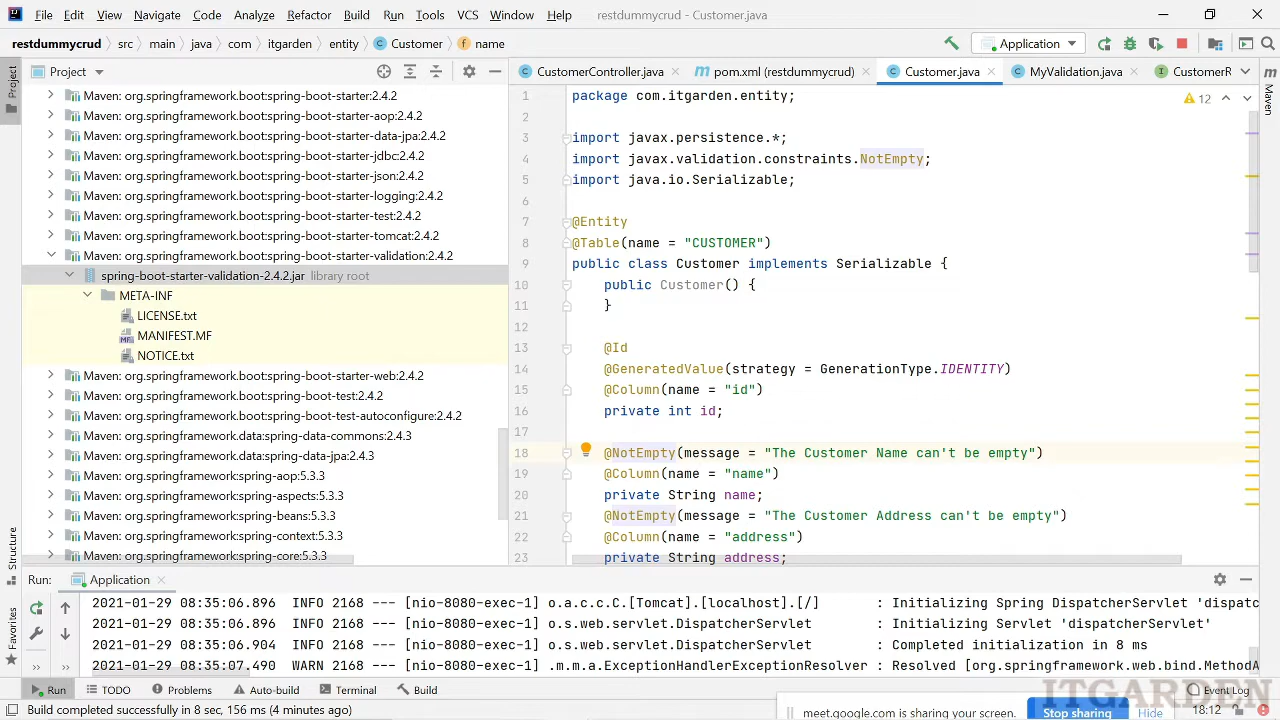 File Edit View Navigate Code Analyze Refactor Build Run Tools VCS Window Help restdummycrud - Customer.java
restdummycrud src main java com itgarden entity Customer name Application
Project
CustomerController.java pom.xml (restdummycrud) Customer.java MyValidation.java CustomerR
Project
Maven
Structure
Favorites
Maven: org.springframework.boot:spring-boot-starter:2.4.2
Maven: org.springframework.boot:spring-boot-starter-aop:2.4.2
Maven: org.springframework.boot:spring-boot-starter-data-jpa:2.4.2
Maven: org.springframework.boot:spring-boot-starter-jdbc:2.4.2
Maven: org.springframework.boot:spring-boot-starter-json:2.4.2
Maven: org.springframework.boot:spring-boot-starter-logging:2.4.2
Maven: org.springframework.boot:spring-boot-starter-test:2.4.2
Maven: org.springframework.boot:spring-boot-starter-tomcat:2.4.2
Maven: org.springframework.boot:spring-boot-starter-validation:2.4.2
spring-boot-starter-validation-2.4.2.jar library root
META-INF
LICENSE.txt
MANIFEST.MF
NOTICE.txt
Maven: org.springframework.boot:spring-boot-starter-web:2.4.2
Maven: org.springframework.boot:spring-boot-test:2.4.2
Maven: org.springframework.boot:spring-boot-test-autoconfigure:2.4.2
Maven: org.springframework.data:spring-data-commons:2.4.3
Maven: org.springframework.data:spring-data-jpa:2.4.3
Maven: org.springframework:spring-aop:5.3.3
Maven: org.springframework:spring-aspects:5.3.3
Maven: org.springframework:spring-beans:5.3.3
Maven: org.springframework:spring-context:5.3.3
Maven: org.springframework:spring-core:5.3.3
12
1 package com.itgarden.entity;
2
3 import javax.persistence.*;
4 import javax.validation.constraints.NotEmpty;
5 import java.io.Serializable;
6
7 @Entity
8 @Table(name = "CUSTOMER")
9 public class Customer implements Serializable {
10 public Customer() {
11 }
12
13 @Id
14 @GeneratedValue(strategy = GenerationType.IDENTITY)
15 @Column(name = "id")
16 private int id;
17
18 @NotEmpty(message = "The Customer Name can't be empty")
19 @Column(name = "name")
20 private String name;
21 @NotEmpty(message = "The Customer Address can't be empty")
22 @Column(name = "address")
23 private String address;
Run: Application
2021-01-29 08:35:06.896 INFO 2168 --- [nio-8080-exec-1] o.a.c.c.C.[Tomcat].[localhost].[/] : Initializing Spring DispatcherServlet 'dispatc
2021-01-29 08:35:06.896 INFO 2168 --- [nio-8080-exec-1] o.s.web.servlet.DispatcherServlet : Initializing Servlet 'dispatcherServlet'
2021-01-29 08:35:06.904 INFO 2168 --- [nio-8080-exec-1] o.s.web.servlet.DispatcherServlet : Completed initialization in 8 ms
2021-01-29 08:35:07.490 WARN 2168 --- [nio-8080-exec-1] .m.m.a.ExceptionHandlerExceptionResolver : Resolved [org.springframework.web.bind.MethodA
Run TODO Problems Auto-build Terminal Build Event Log
ITGARDEN
Build completed successfully in 8 sec, 156 ms (4 minutes ago) 18:12
meet.google.com is sharing your screen. Stop sharing Hide